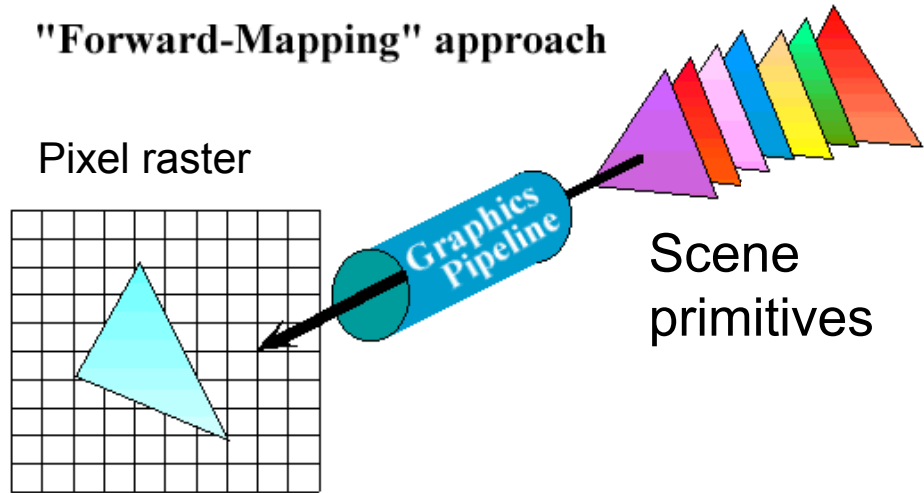 "Forward-Mapping" approach
Pixel raster
Graphics
Pipeline
Scene
primitives